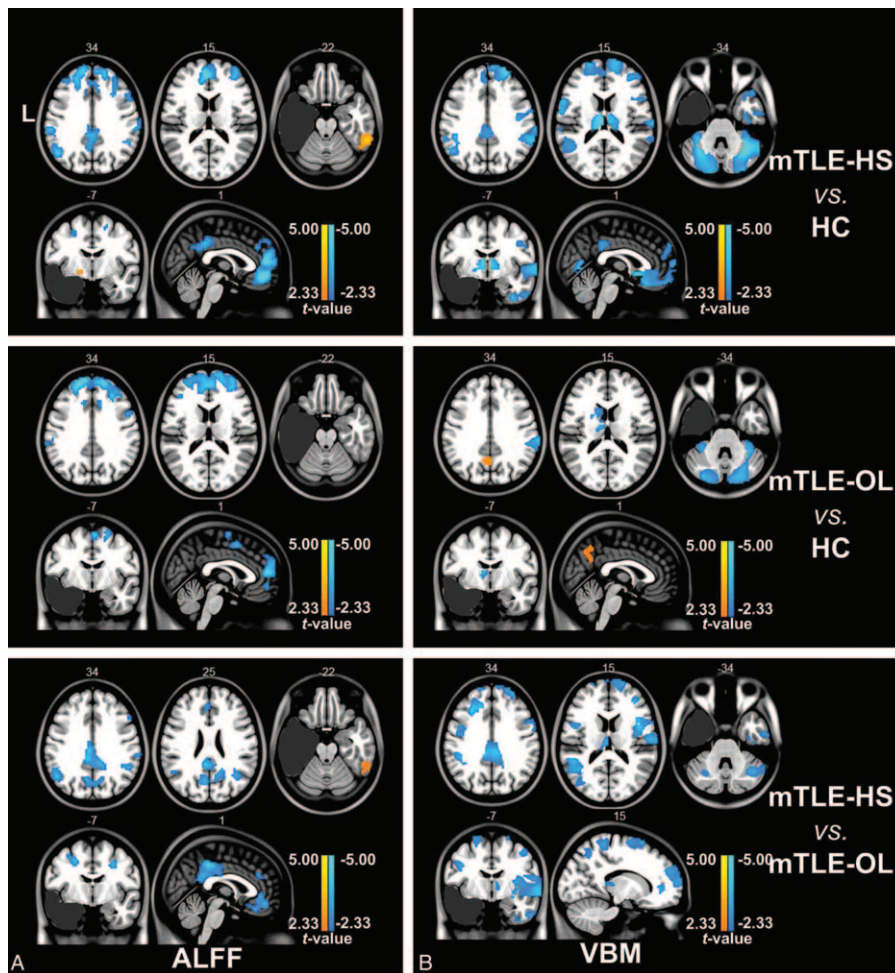 34 15 -22
L
-7 1
5.00 -5.00
2.33 -2.33
t-value
34 15 -34
mTLE-HS
vs.
HC
-7 1
5.00 -5.00
2.33 -2.33
t-value
34 15 -22
-7 1
5.00 -5.00
2.33 -2.33
t-value
34 15 -34
mTLE-OL
vs.
HC
-7 1
5.00 -5.00
2.33 -2.33
t-value
34 25 -22
-7 1
5.00 -5.00
2.33 -2.33
t-value
A ALFF
34 15 -34
mTLE-HS
vs.
mTLE-OL
-7 15
5.00 -5.00
2.33 -2.33
t-value
B VBM